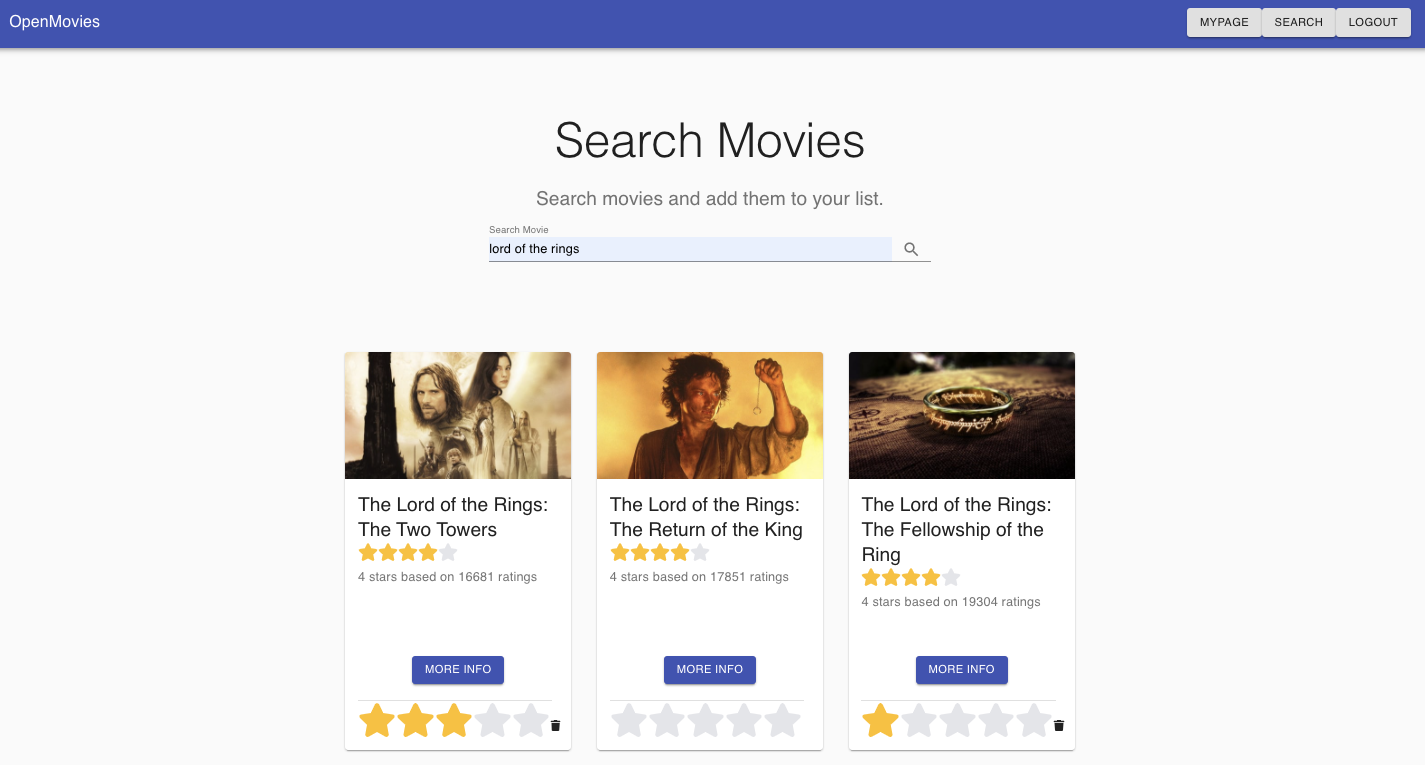 OpenMovies
MYPAGE SEARCH LOGOUT
Search Movies
Search movies and add them to your list.
Search Movie
lord of the rings
The Lord of the Rings:
The Two Towers
4 stars based on 16681 ratings
MORE INFO
The Lord of the Rings:
The Return of the King
4 stars based on 17851 ratings
MORE INFO
The Lord of the Rings:
The Fellowship of the
Ring
4 stars based on 19304 ratings
MORE INFO